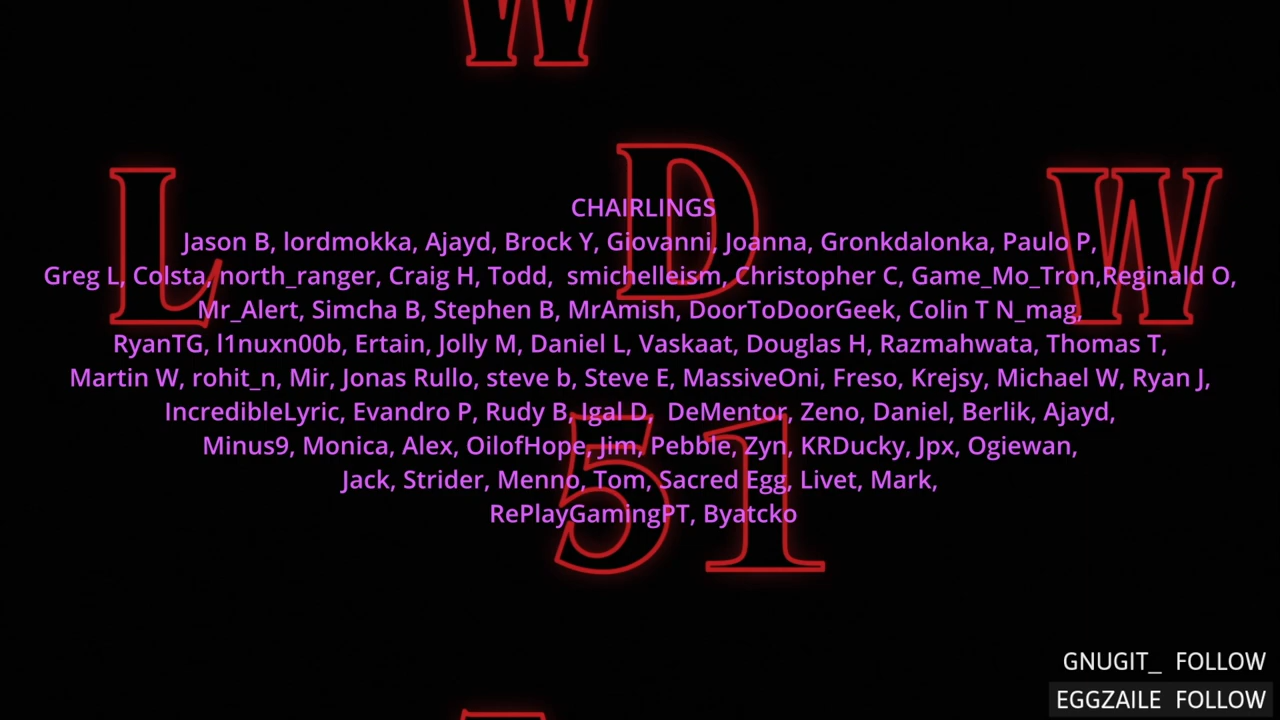 W
L D W
CHAIRLINGS
Jason B, lordmokka, Ajayd, Brock Y, Giovanni, Joanna, Gronkdalonka, Paulo P,
Greg L, Colsta, north_ranger, Craig H, Todd,  smichelleism, Christopher C, Game_Mo_Tron,Reginald O,
Mr_Alert, Simcha B, Stephen B, MrAmish, DoorToDoorGeek, Colin T N_mag,
RyanTG, l1nuxn00b, Ertain, Jolly M, Daniel L, Vaskaat, Douglas H, Razmahwata, Thomas T,
Martin W, rohit_n, Mir, Jonas Rullo, steve b, Steve E, MassiveOni, Freso, Krejsy, Michael W, Ryan J,
IncredibleLyric, Evandro P, Rudy B, Igal D,  DeMentor, Zeno, Daniel, Berlik, Ajayd,
Minus9, Monica, Alex, OilofHope, Jim, Pebble, Zyn, KRDucky, Jpx, Ogiewan,
Jack, Strider, Menno, Tom, Sacred Egg, Livet, Mark,
RePlayGamingPT, Byatcko
51
GNUGIT_ FOLLOW
EGGZAILE FOLLOW